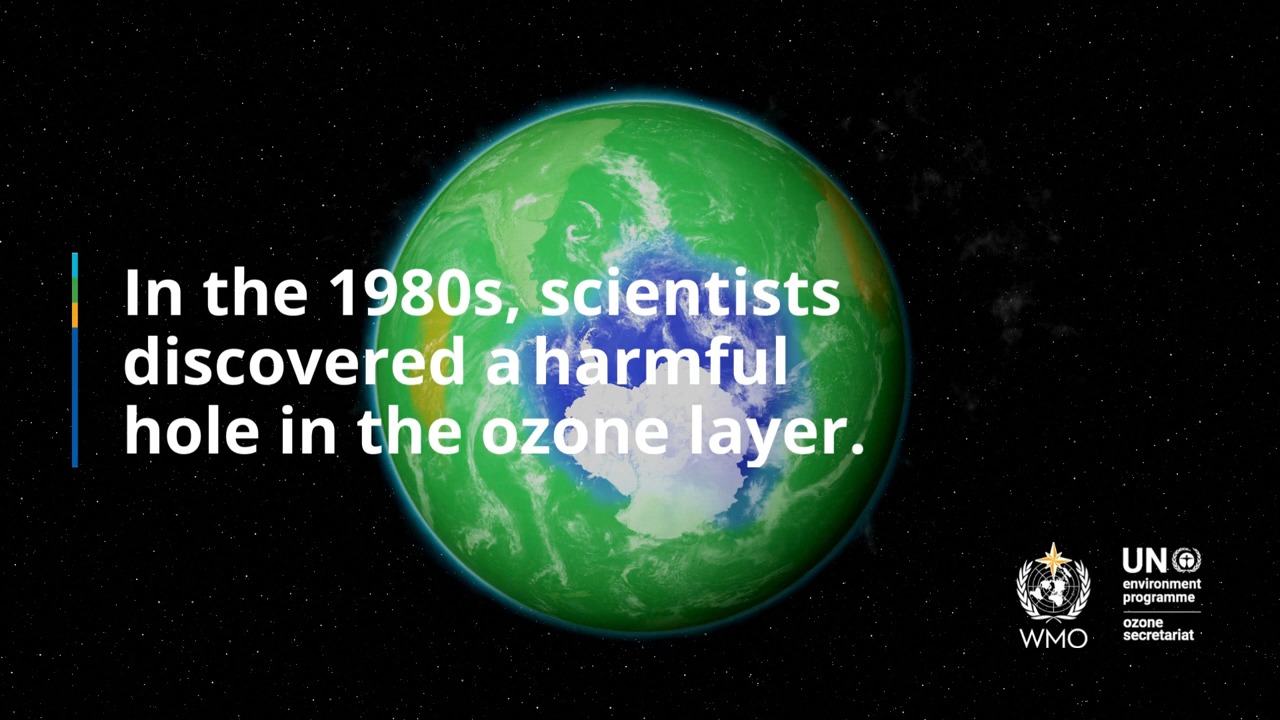 In the 1980s, scientists
discovered a harmful
hole in the ozone layer.
WMO
UN
environment
programme
ozone
secretariat